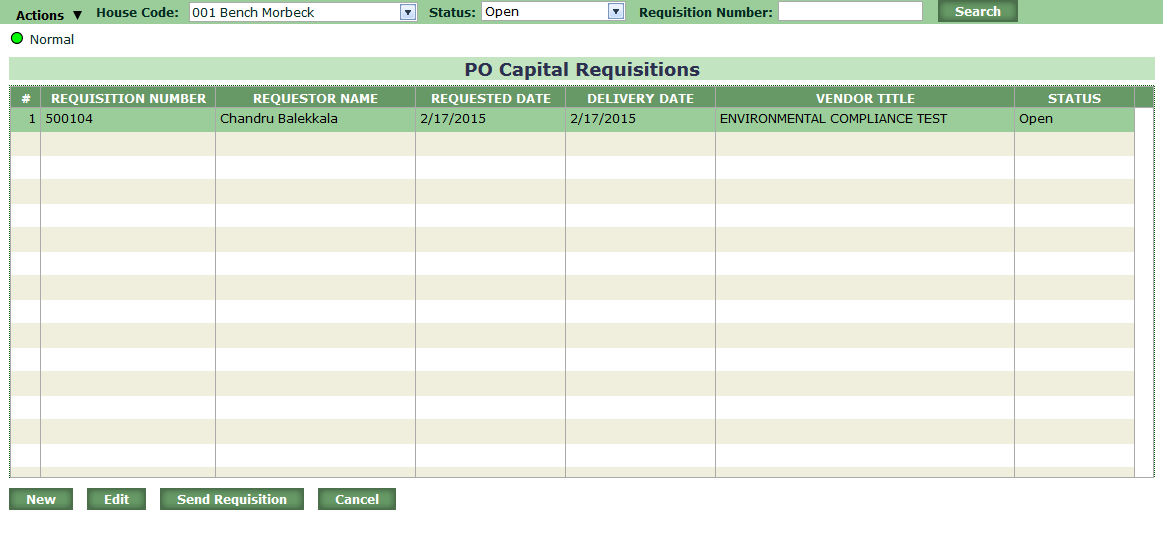 Actions ▼ House Code: 001 Bench Morbeck Status: Open Requisition Number: Search
Normal
PO Capital Requisitions
# REQUISITION NUMBER REQUESTOR NAME REQUESTED DATE DELIVERY DATE VENDOR TITLE STATUS
1 500104 Chandru Balekkala 2/17/2015 2/17/2015 ENVIRONMENTAL COMPLIANCE TEST Open
New Edit Send Requisition Cancel